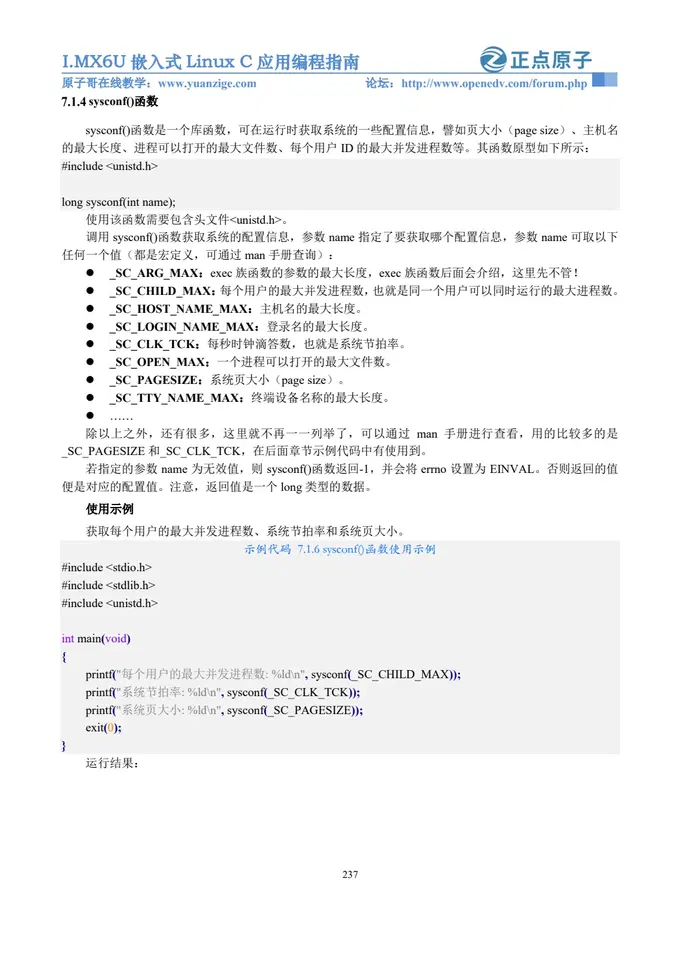 I.MX6U 嵌入式 Linux C 应用编程指南
正点原子
原子哥在线教学：www.yuanzige.com 论坛：http://www.openedv.com/forum.php
7.1.4 sysconf()函数
sysconf()函数是一个库函数，可在运行时获取系统的一些配置信息，譬如页大小（page size）、主机名
的最大长度、进程可以打开的最大文件数、每个用户 ID 的最大并发进程数等。其函数原型如下所示：
#include <unistd.h>
long sysconf(int name);
使用该函数需要包含头文件<unistd.h>。
调用 sysconf()函数获取系统的配置信息，参数 name 指定了要获取哪个配置信息，参数 name 可取以下
任何一个值（都是宏定义，可通过 man 手册查询）：
● _SC_ARG_MAX：exec 族函数的参数的最大长度，exec 族函数后面会介绍，这里先不管！
● _SC_CHILD_MAX：每个用户的最大并发进程数，也就是同一个用户可以同时运行的最大进程数。
● _SC_HOST_NAME_MAX：主机名的最大长度。
● _SC_LOGIN_NAME_MAX：登录名的最大长度。
● _SC_CLK_TCK：每秒时钟滴答数，也就是系统节拍率。
● _SC_OPEN_MAX：一个进程可以打开的最大文件数。
● _SC_PAGESIZE：系统页大小（page size）。
● _SC_TTY_NAME_MAX：终端设备名称的最大长度。
● ……
除以上之外，还有很多，这里就不再一一列举了，可以通过 man 手册进行查看，用的比较多的是
_SC_PAGESIZE 和_SC_CLK_TCK，在后面章节示例代码中有使用到。
若指定的参数 name 为无效值，则 sysconf()函数返回-1，并会将 errno 设置为 EINVAL。否则返回的值
便是对应的配置值。注意，返回值是一个 long 类型的数据。
使用示例
获取每个用户的最大并发进程数、系统节拍率和系统页大小。
示例代码 7.1.6 sysconf()函数使用示例
#include <stdio.h>
#include <stdlib.h>
#include <unistd.h>
int main(void)
{
printf("每个用户的最大并发进程数: %ld\n", sysconf(_SC_CHILD_MAX));
printf("系统节拍率: %ld\n", sysconf(_SC_CLK_TCK));
printf("系统页大小: %ld\n", sysconf(_SC_PAGESIZE));
exit(0);
}
运行结果：
237